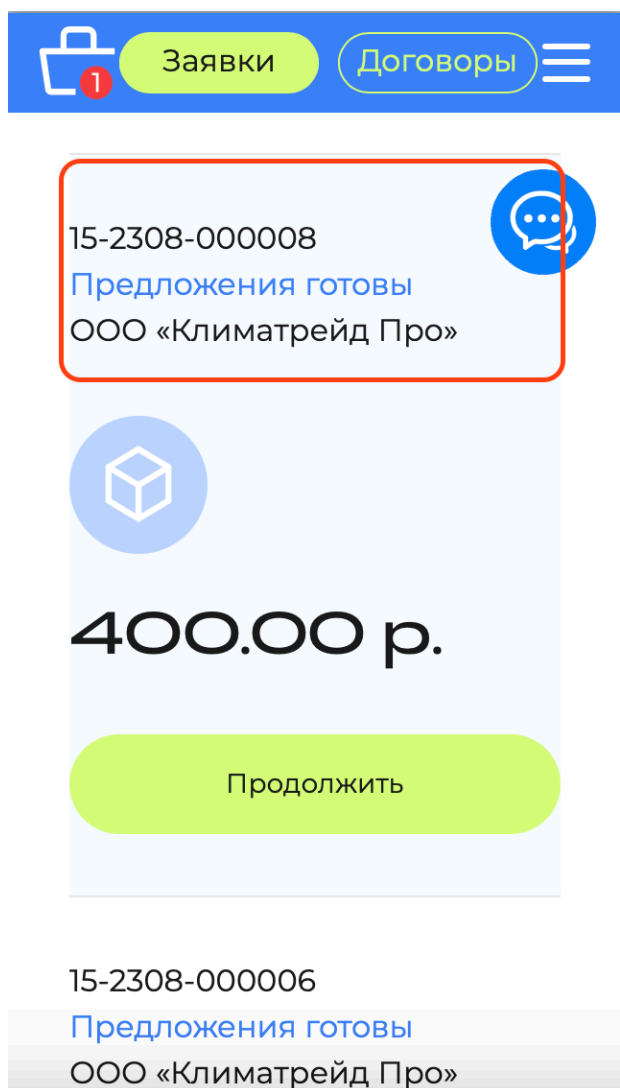 1
Заявки
Договоры
15-2308-000008
Предложения готовы
ООО «Климатрейд Про»
400.00 р.
Продолжить
15-2308-000006
Предложения готовы
ООО «Климатрейд Про»